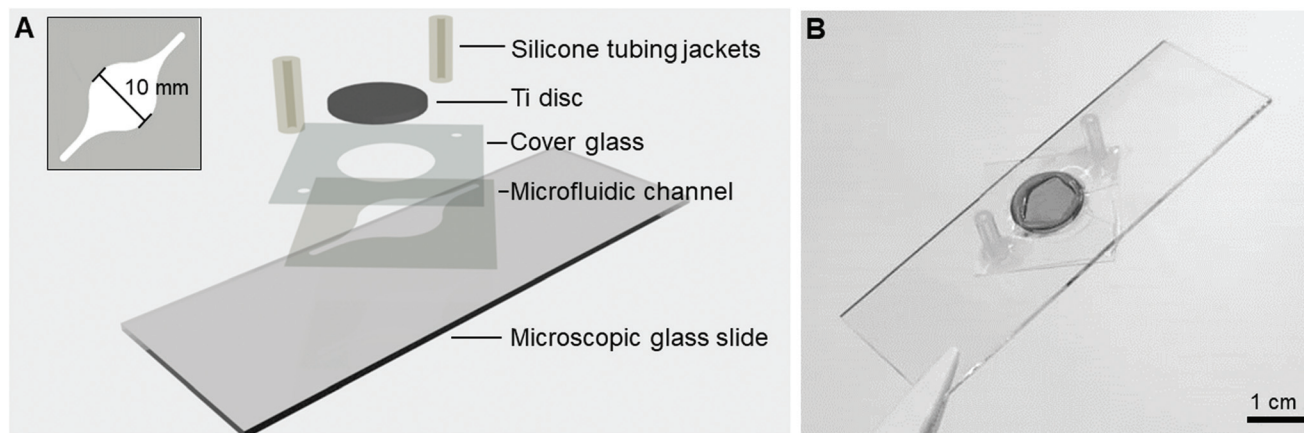 A
10 mm
Silicone tubing jackets
Ti disc
Cover glass
Microfluidic channel
Microscopic glass slide
B
1 cm